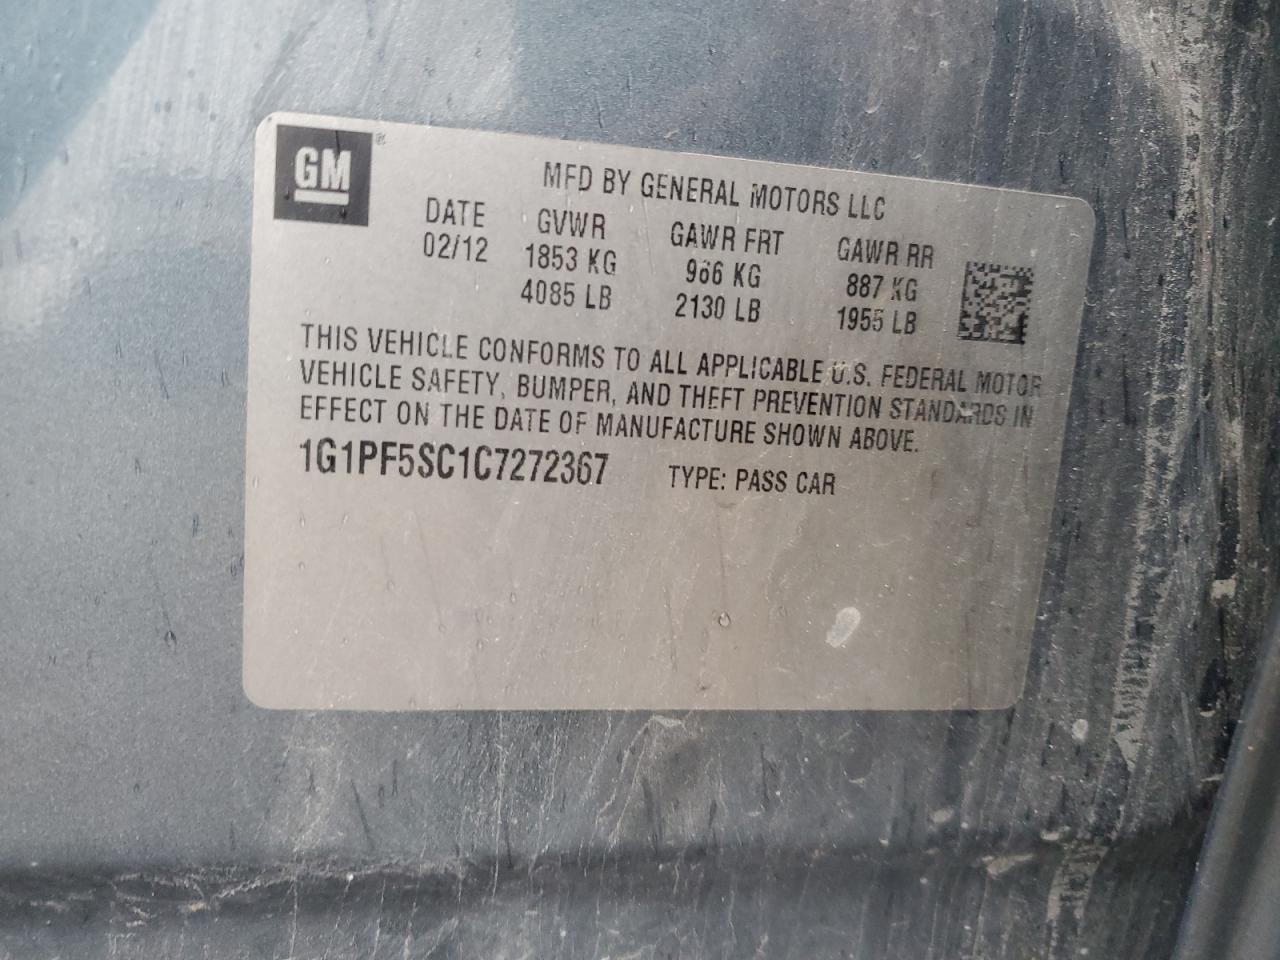 GM®
MFD BY GENERAL MOTORS LLC
DATE GVWR GAWR FRT GAWR RR
02/12 1853 KG 966 KG 887 KG
4085 LB 2130 LB 1955 LB
THIS VEHICLE CONFORMS TO ALL APPLICABLE U.S. FEDERAL MOTOR
VEHICLE SAFETY, BUMPER, AND THEFT PREVENTION STANDARDS IN
EFFECT ON THE DATE OF MANUFACTURE SHOWN ABOVE.
1G1PF5SC1C7272367 TYPE: PASS CAR